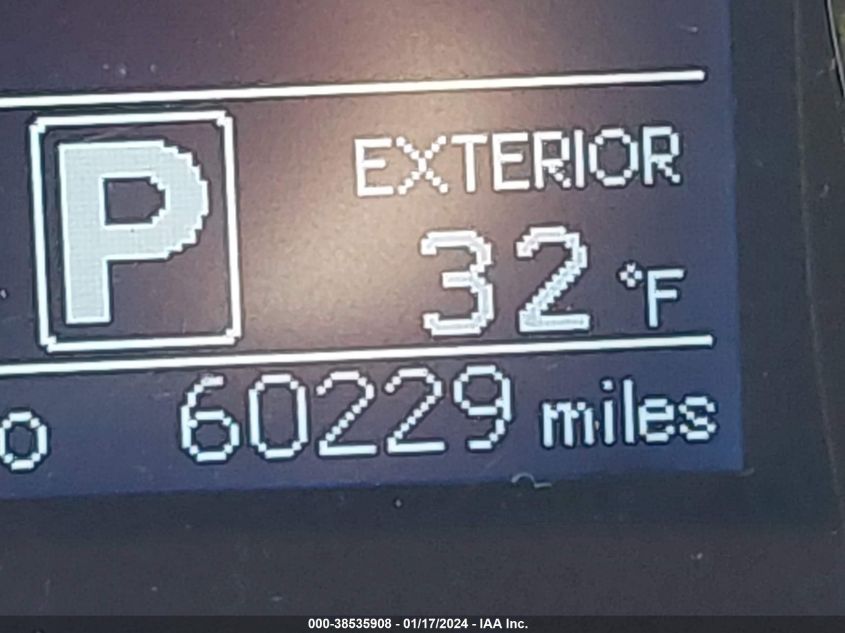 P
EXTERIOR
32 °F
o 60229 miles
000-38535908 - 01/17/2024 - IAA Inc.